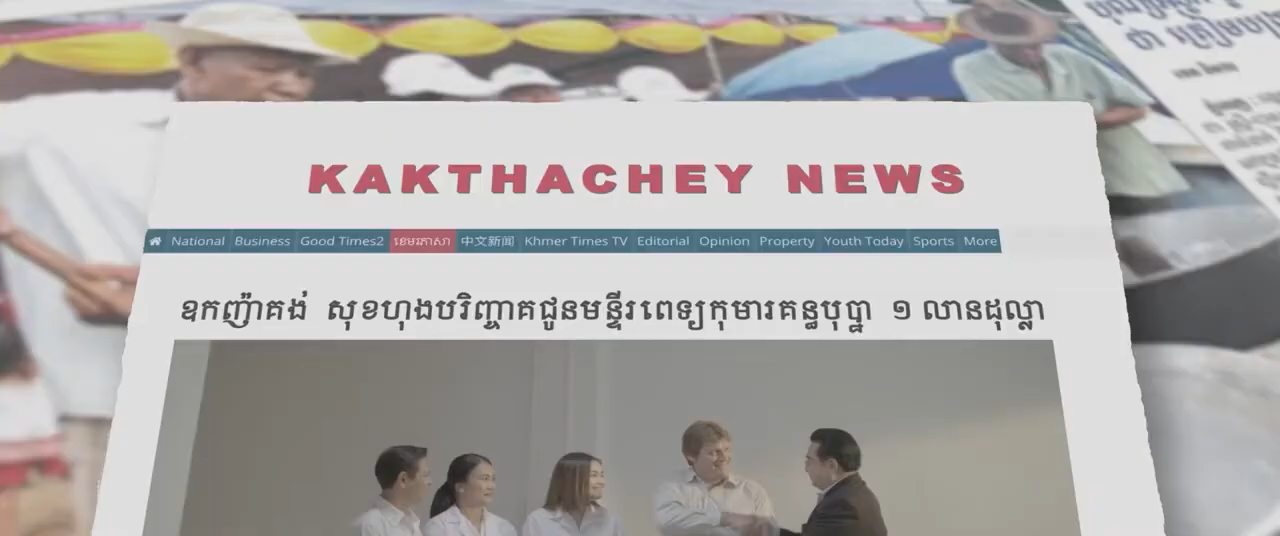 KAKTHACHEY NEWS
National Business Good Times2 ខេមរភាសា 中文新闻 Khmer Times TV Editorial Opinion Property Youth Today Sports More
ឧកញ៉ាគង់ សុខហុងបរិញ្ចាគជូនមន្ទីរពេទ្យកុមារគន្ធបុប្ផា ១ លានដុល្លា